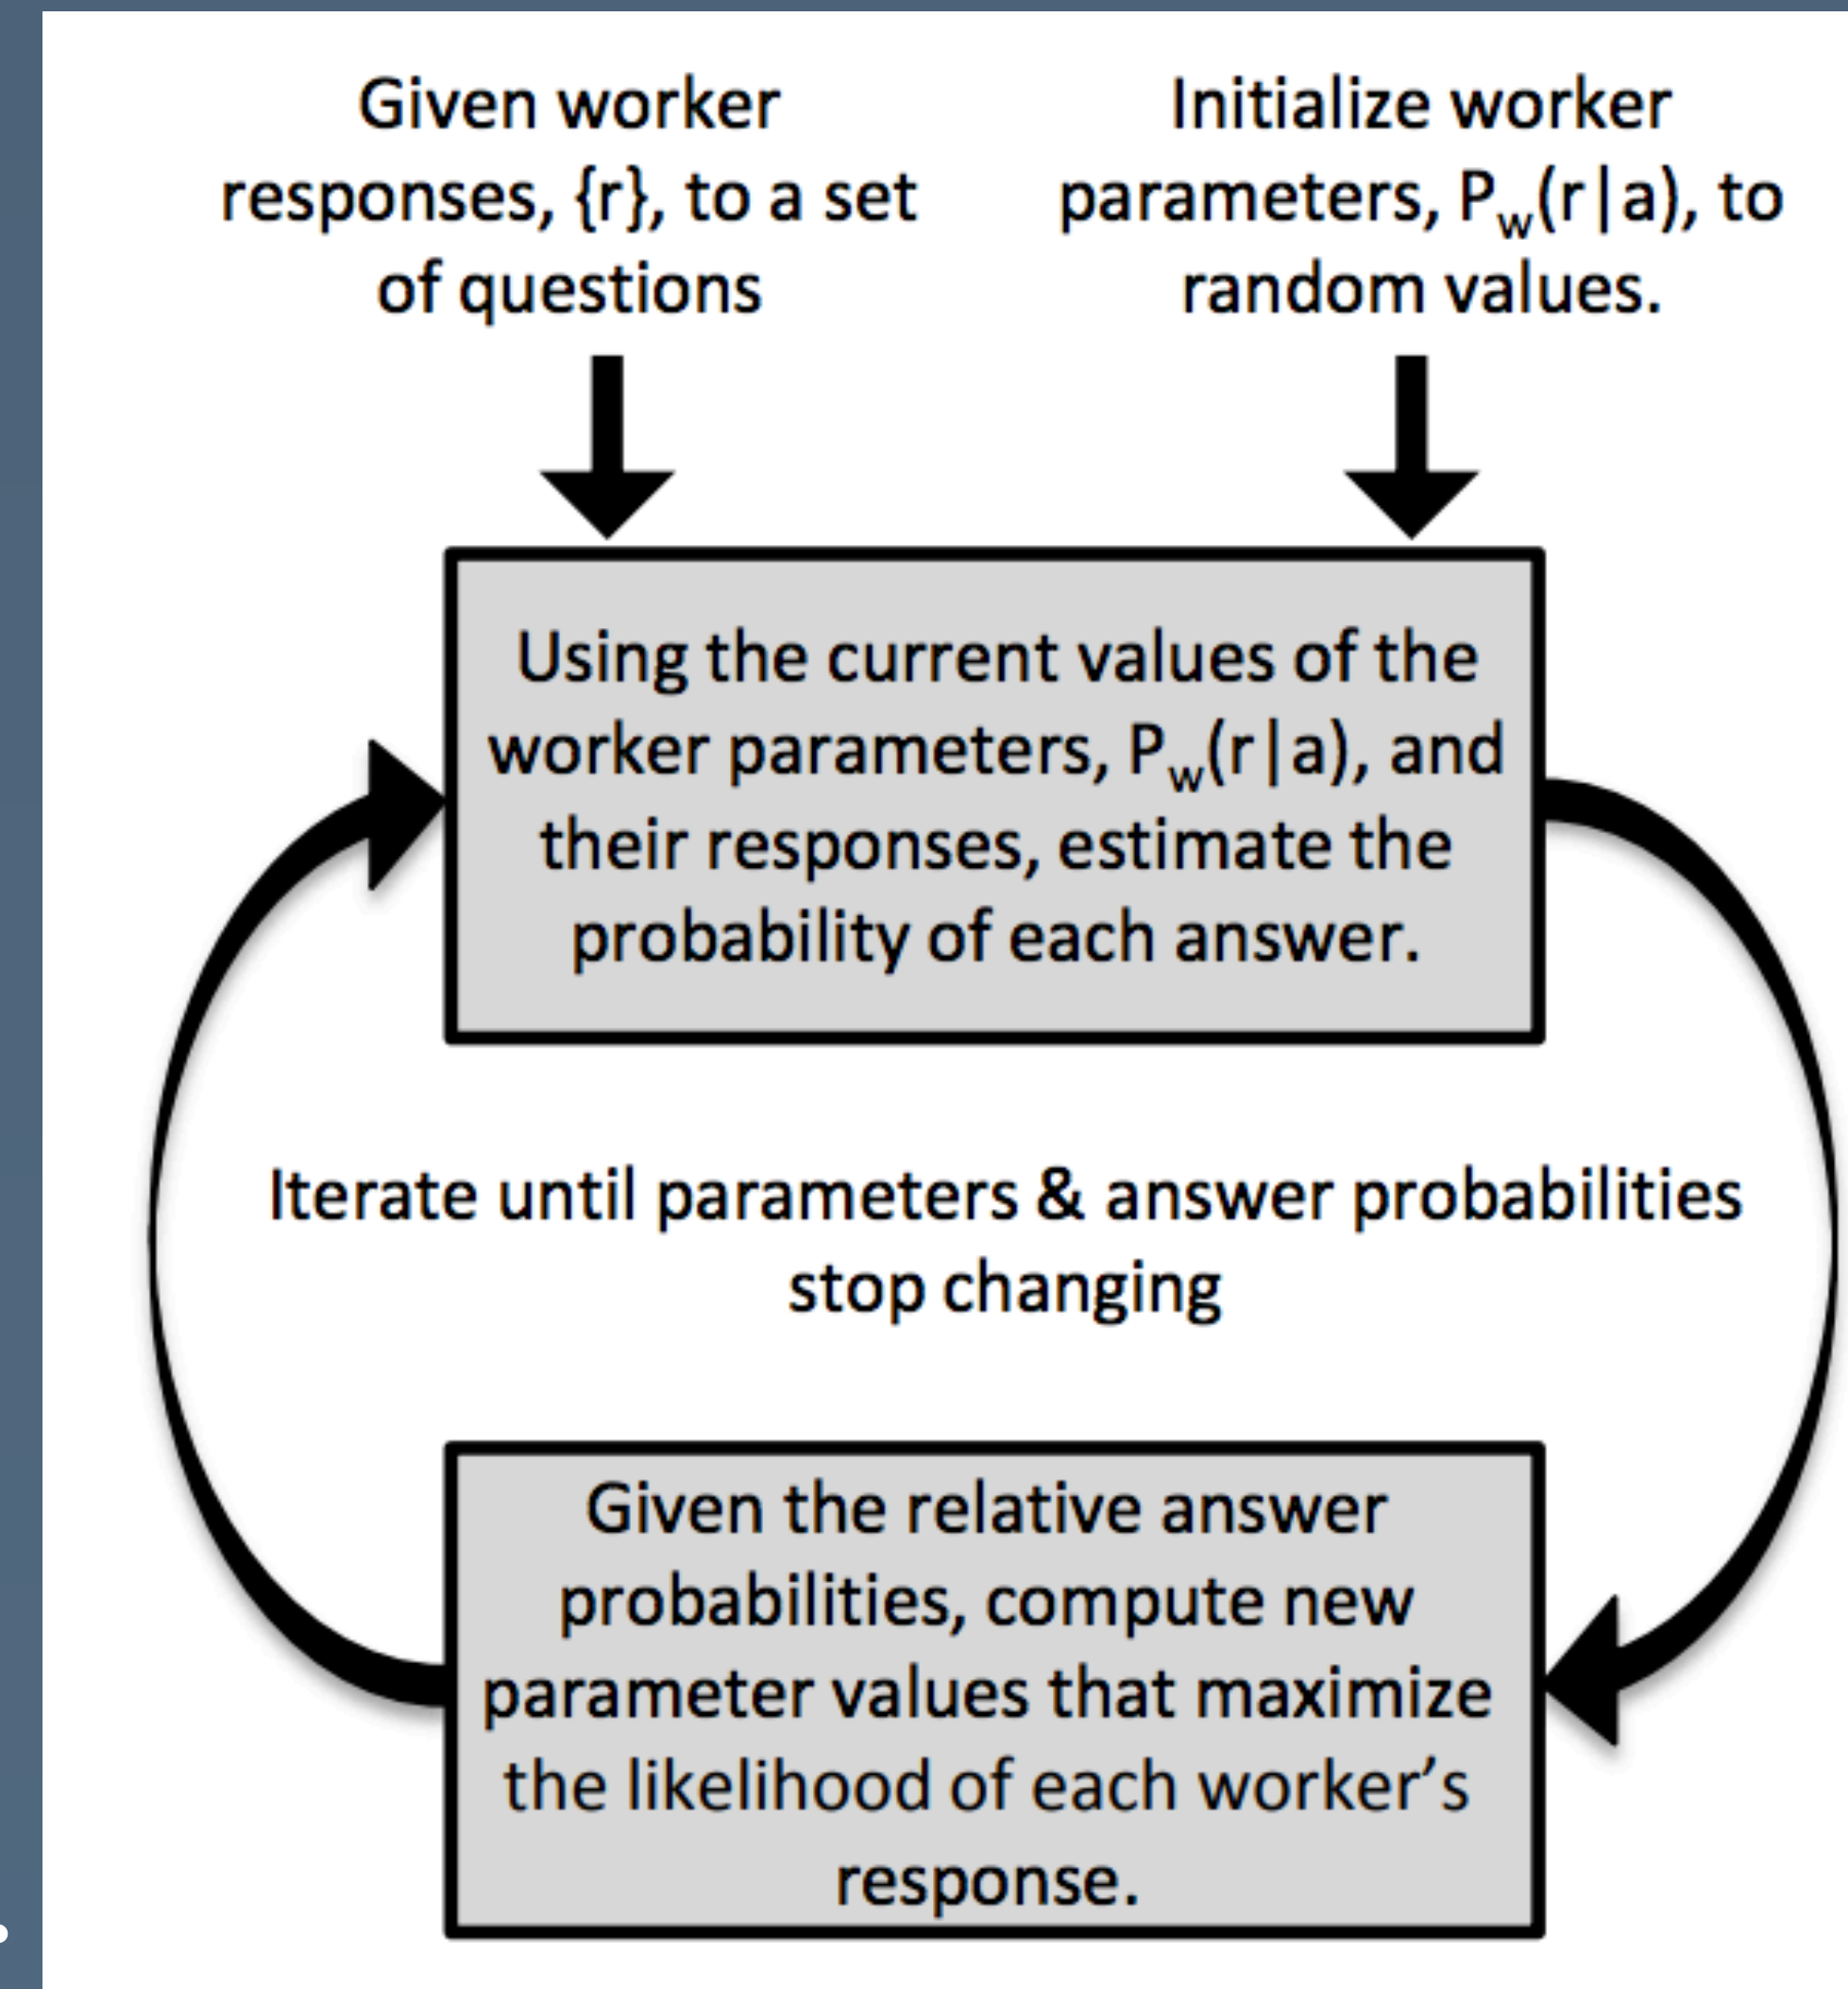 Given worker
responses, {r}, to a set
of questions
Initialize worker
parameters, Pw(r|a), to
random values.
Using the current values of the
worker parameters, Pw(r|a), and
their responses, estimate the
probability of each answer.
Iterate until parameters & answer probabilities
stop changing
Given the relative answer
probabilities, compute new
parameter values that maximize
the likelihood of each worker’s
response.